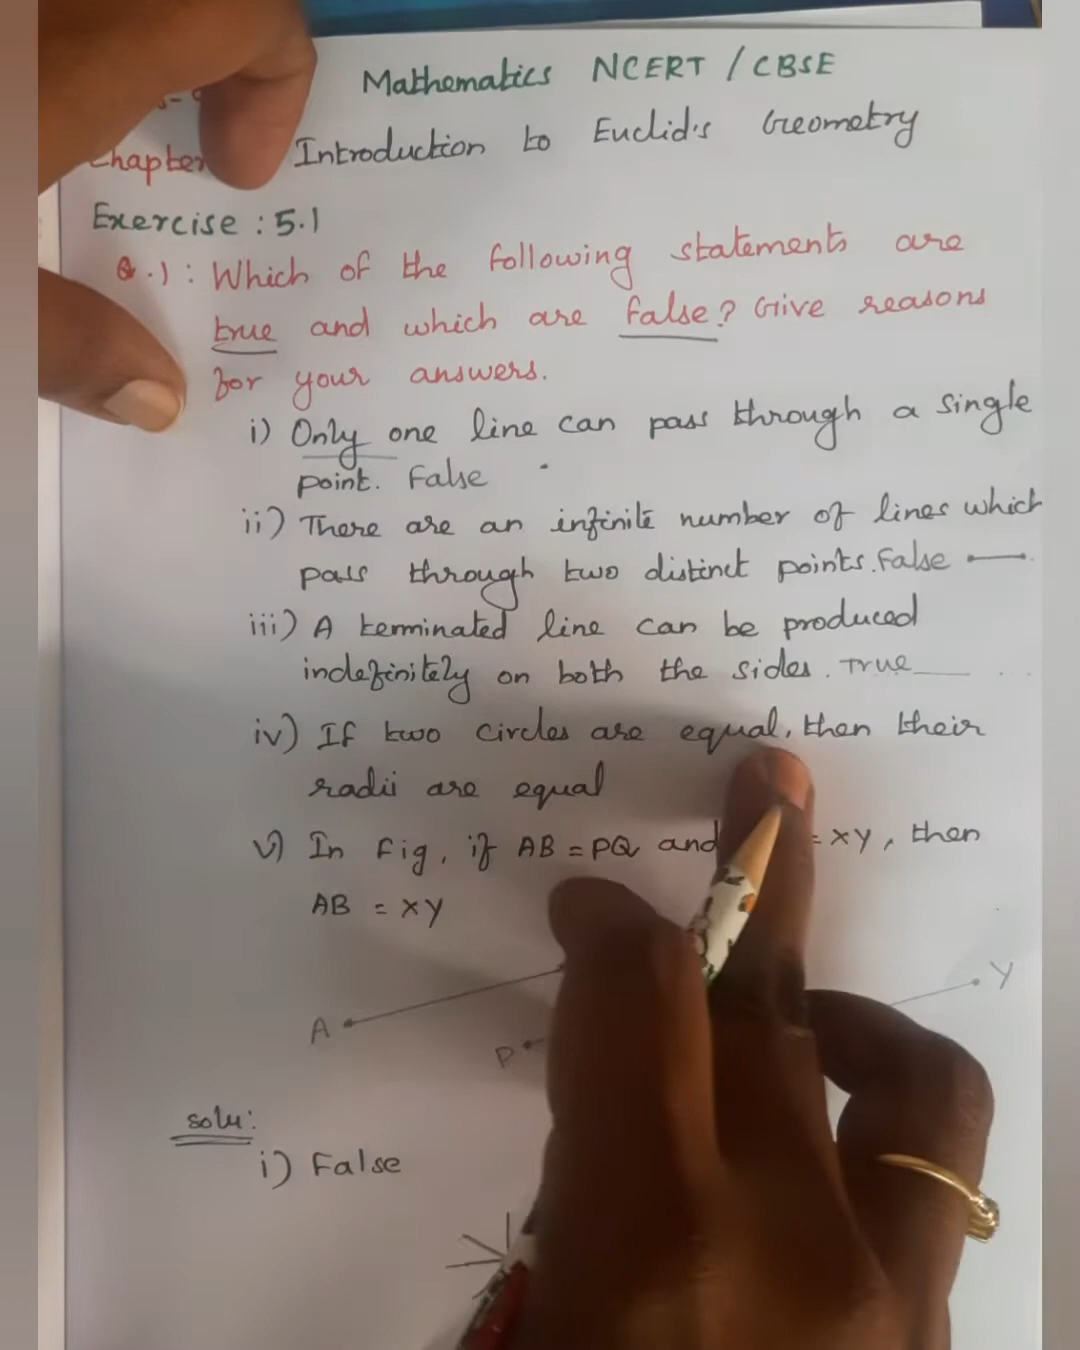 Mathematics NCERT / CBSE
Chapter Introduction to Euclid's Geometry
Exercise : 5.1
Q.1: Which of the following statements are
true and which are false? Give reasons
for your answers.
i) Only one line can pass through a single
point. False
ii) There are an infinite number of lines which
pass through two distinct points. False
iii) A terminated line can be produced
indefinitely on both the sides. True
iv) If two circles are equal, then their
radii are equal
v) In fig, if AB = PQ and = XY, then
AB = XY
Y
A
P
Solu:
i) False